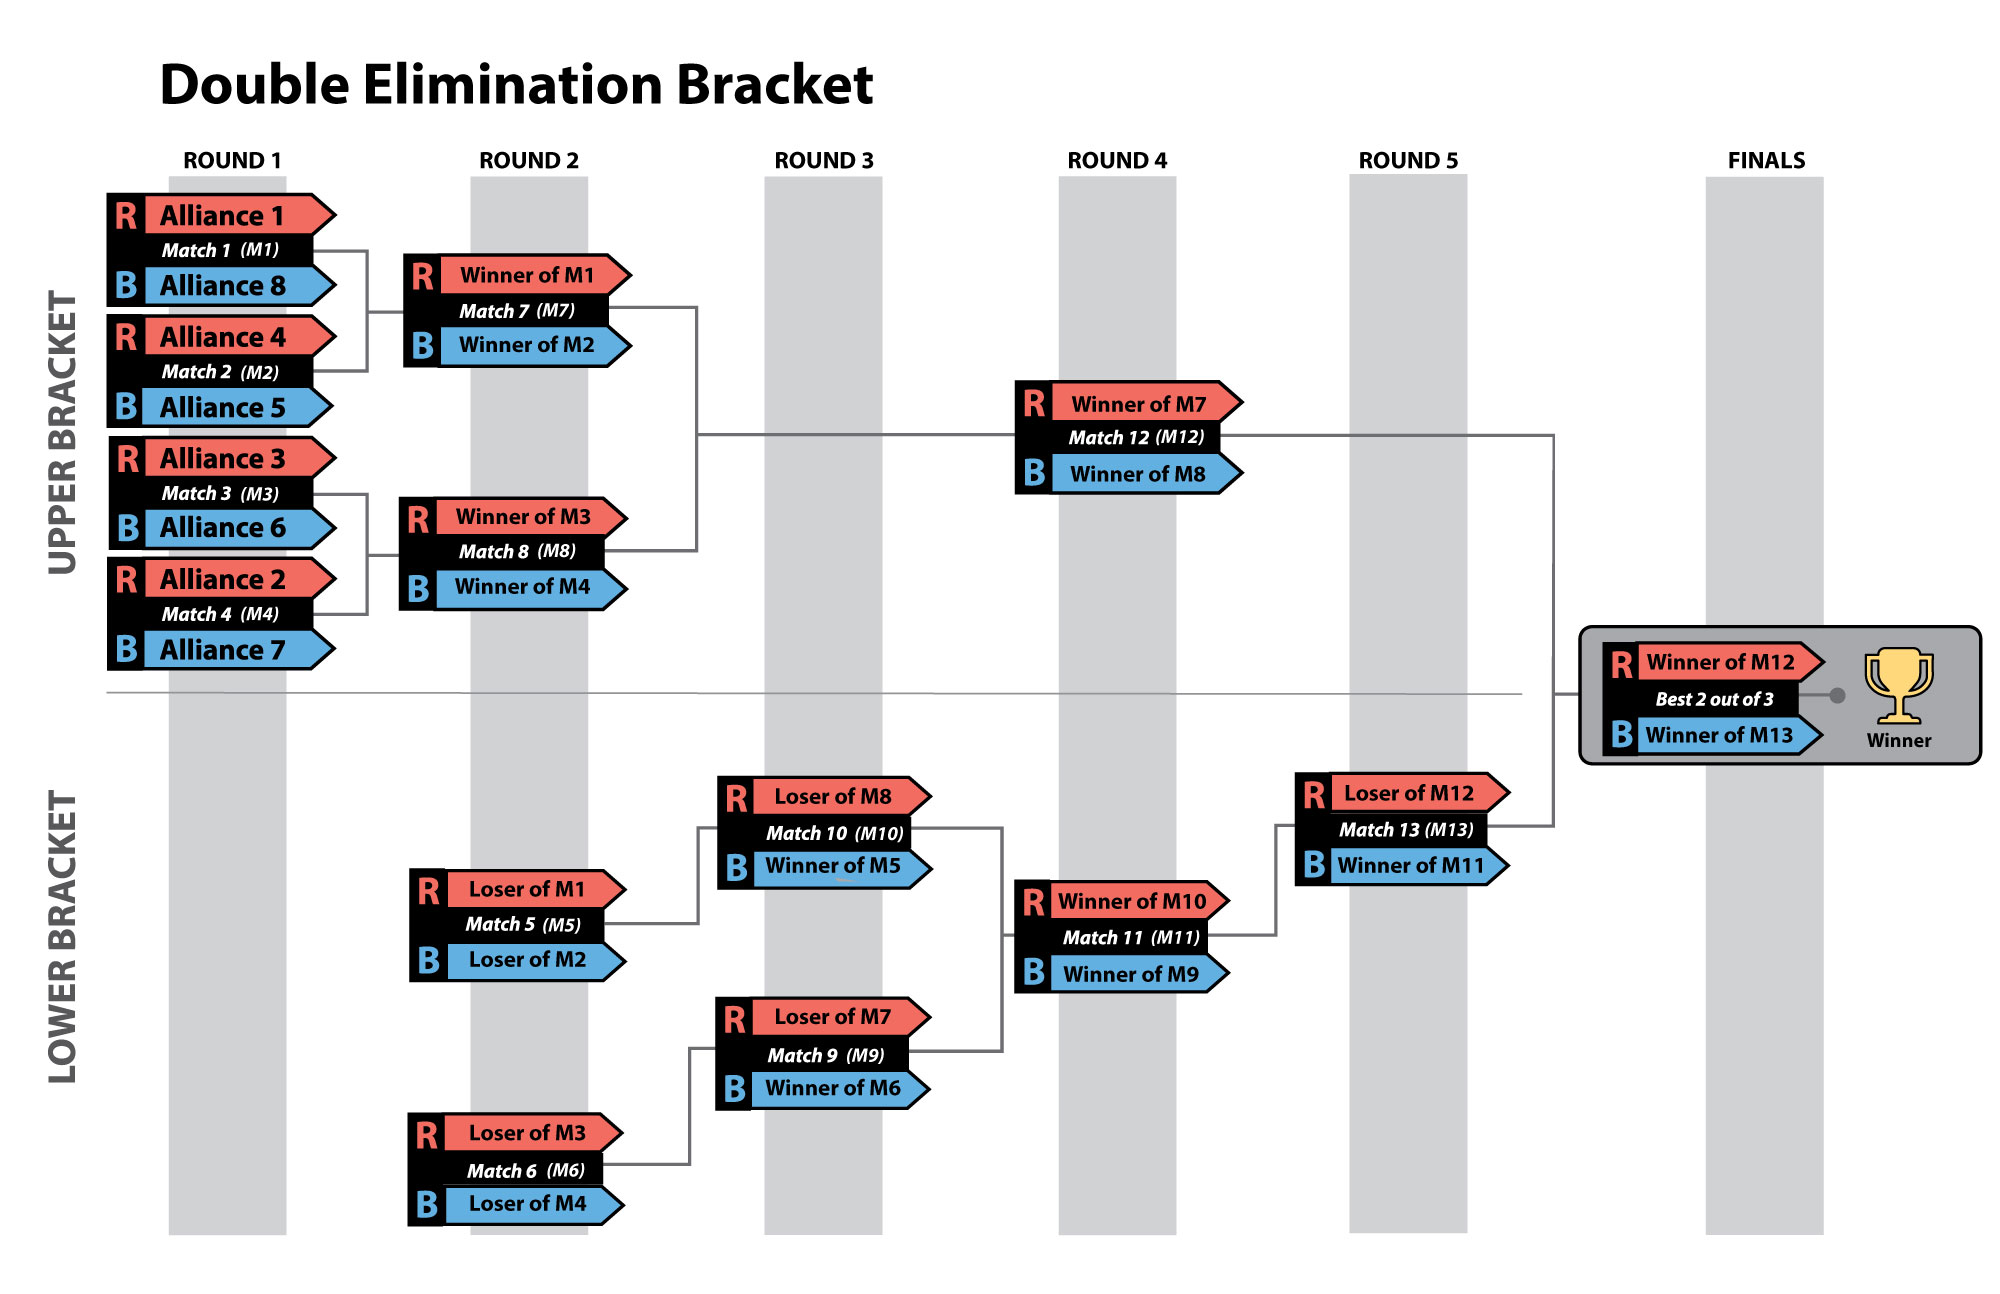 Double Elimination Bracket
ROUND 1
ROUND 2
ROUND 3
ROUND 4
ROUND 5
FINALS
UPPER BRACKET
R Alliance 1
Match 1 (M1)
B Alliance 8
R Alliance 4
Match 2 (M2)
B Alliance 5
R Alliance 3
Match 3 (M3)
B Alliance 6
R Alliance 2
Match 4 (M4)
B Alliance 7
R Winner of M1
Match 7 (M7)
B Winner of M2
R Winner of M3
Match 8 (M8)
B Winner of M4
R Winner of M7
Match 12 (M12)
B Winner of M8
LOWER BRACKET
R Loser of M1
Match 5 (M5)
B Loser of M2
R Loser of M3
Match 6 (M6)
B Loser of M4
R Loser of M8
Match 10 (M10)
B Winner of M5
R Loser of M7
Match 9 (M9)
B Winner of M6
R Winner of M10
Match 11 (M11)
B Winner of M9
R Loser of M12
Match 13 (M13)
B Winner of M11
R Winner of M12
Best 2 out of 3
B Winner of M13
Winner